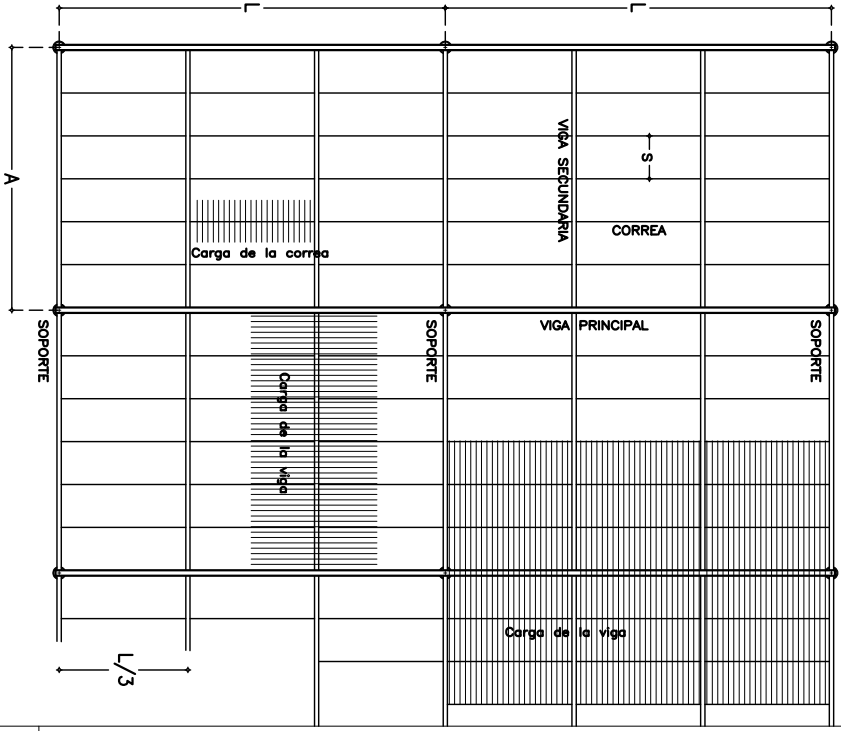 L
L
A
VIGA SECUNDARIA
S
CORREA
Carga de la correa
SOPORTE
SOPORTE
VIGA PRINCIPAL
SOPORTE
Carga de la viga
Carga de la viga
L/3